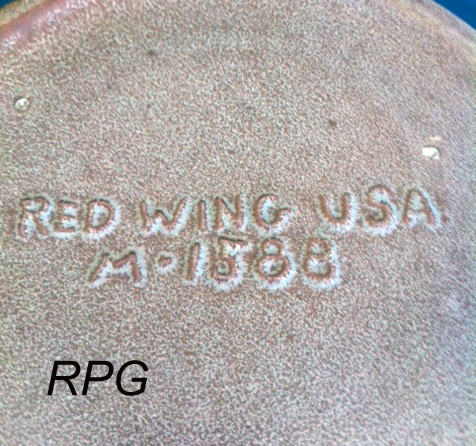 RED WING USA
M-1588
RPG